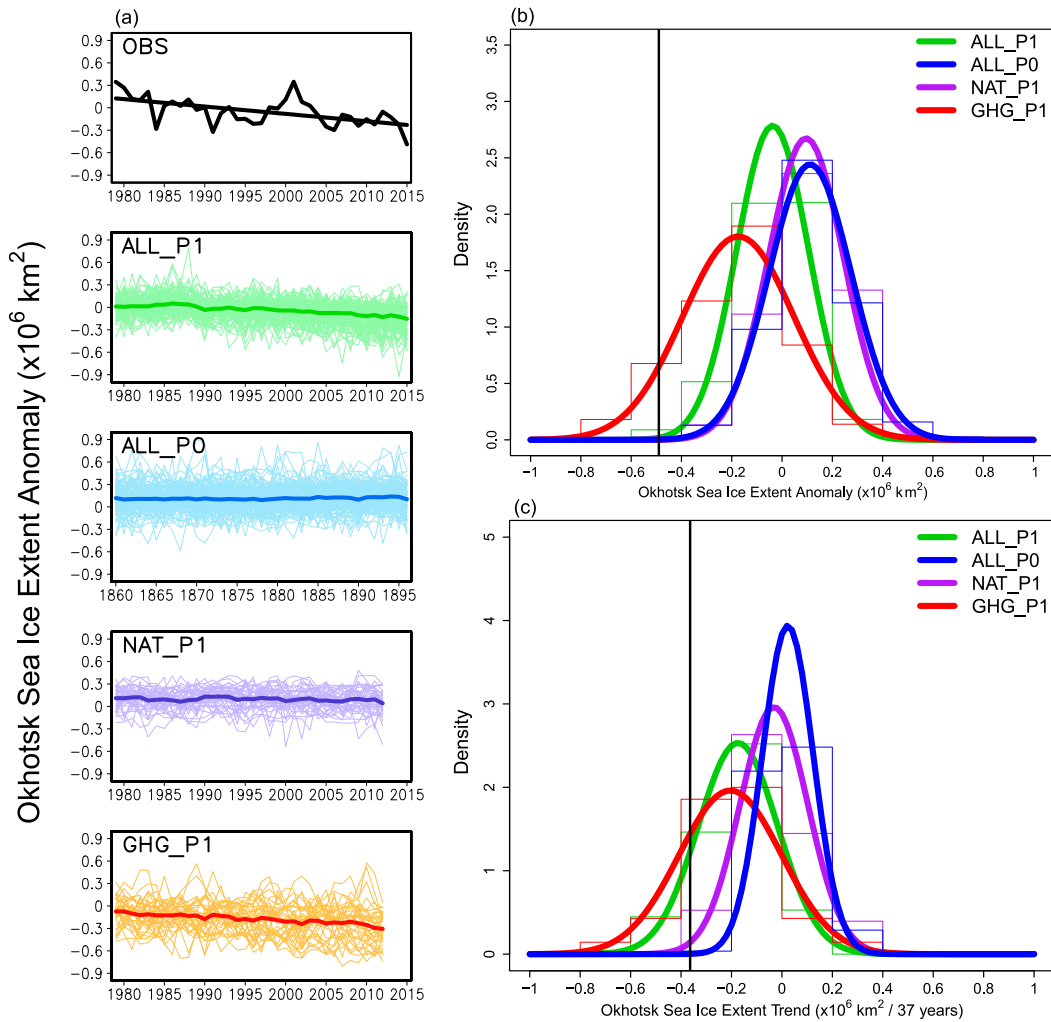 (a)
Okhotsk Sea Ice Extent Anomaly (x10⁶ km²)
OBS
0.9
0.6
0.3
0
−0.3
−0.6
−0.9
1980 1985 1990 1995 2000 2005 2010 2015
ALL_P1
0.9
0.6
0.3
0
−0.3
−0.6
−0.9
1980 1985 1990 1995 2000 2005 2010 2015
ALL_P0
0.9
0.6
0.3
0
−0.3
−0.6
−0.9
1860 1865 1870 1875 1880 1885 1890 1895
NAT_P1
0.9
0.6
0.3
0
−0.3
−0.6
−0.9
1980 1985 1990 1995 2000 2005 2010 2015
GHG_P1
0.9
0.6
0.3
0
−0.3
−0.6
−0.9
1980 1985 1990 1995 2000 2005 2010 2015
(b)
ALL_P1
ALL_P0
NAT_P1
GHG_P1
Density
3.5
3.0
2.5
2.0
1.5
1.0
0.5
0.0
−1 −0.8 −0.6 −0.4 −0.2 0 0.2 0.4 0.6 0.8 1
Okhotsk Sea Ice Extent Anomaly (x10⁶ km²)
(c)
ALL_P1
ALL_P0
NAT_P1
GHG_P1
Density
5
4
3
2
1
0
−1 −0.8 −0.6 −0.4 −0.2 0 0.2 0.4 0.6 0.8 1
Okhotsk Sea Ice Extent Trend (x10⁶ km² / 37 years)